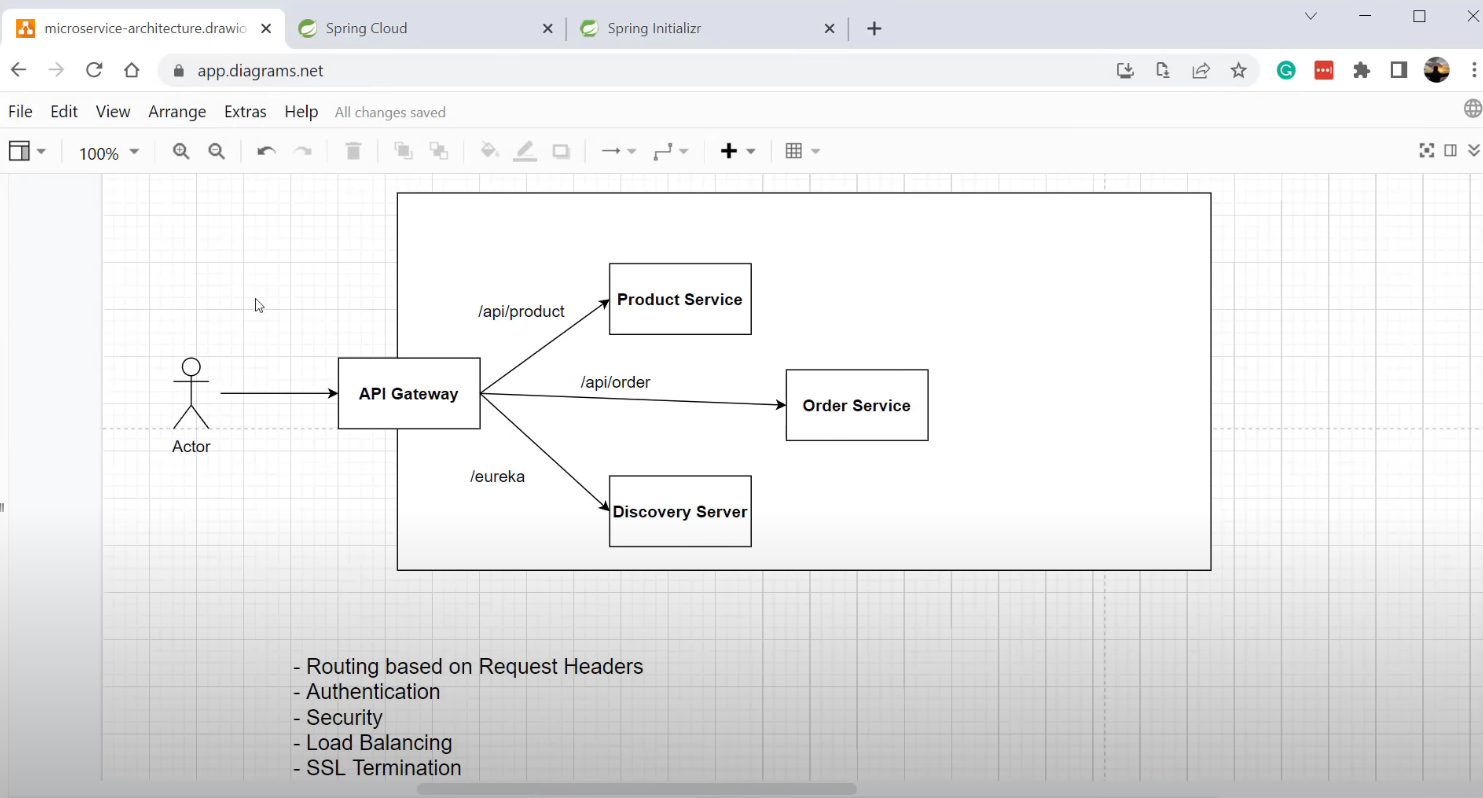 microservice-architecture.drawio
Spring Cloud
Spring Initializr
app.diagrams.net
File Edit View Arrange Extras Help All changes saved
100%
/api/product
Product Service
/api/order
API Gateway
Order Service
Actor
/eureka
Discovery Server
- Routing based on Request Headers
- Authentication
- Security
- Load Balancing
- SSL Termination